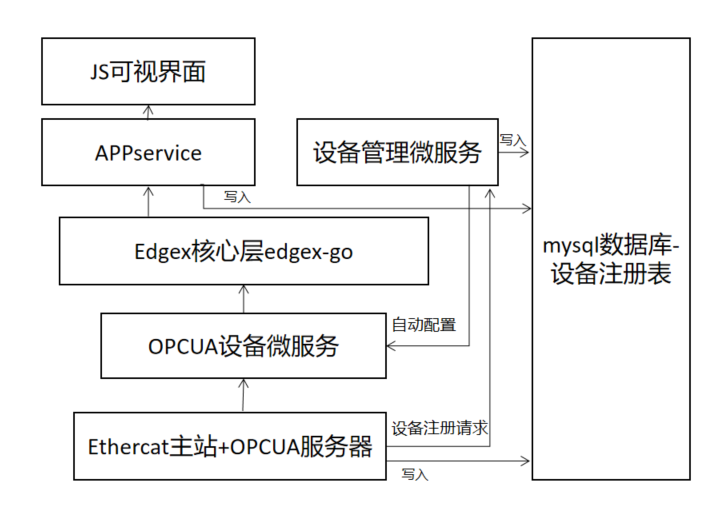 JS可视界面
APPservice
设备管理微服务
写入
写入
Edgex核心层edgex-go
mysql数据库-
设备注册表
自动配置
OPCUA设备微服务
设备注册请求
Ethercat主站+OPCUA服务器
写入